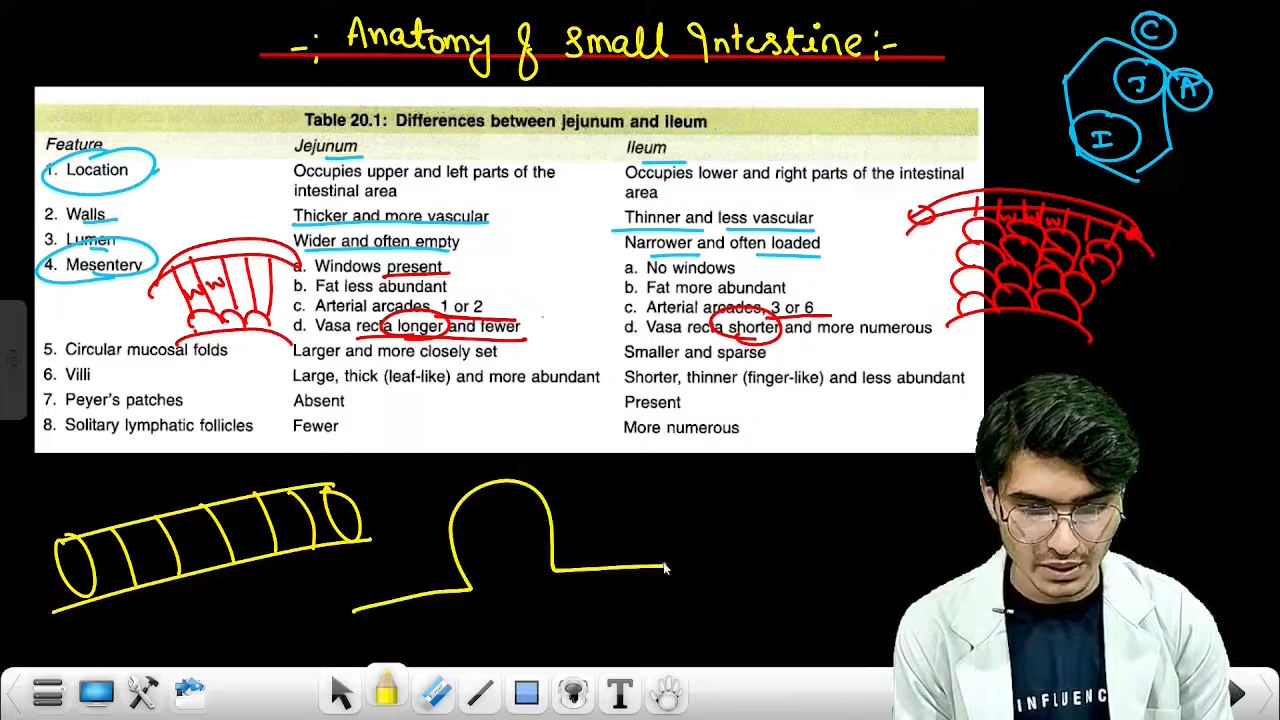 -: Anatomy of Small Intestine:-
C
J A
I
Table 20.1: Differences between jejunum and ileum
Feature Jejunum Ileum
1. Location Occupies upper and left parts of the intestinal area Occupies lower and right parts of the intestinal area
2. Walls Thicker and more vascular Thinner and less vascular
3. Lumen Wider and often empty Narrower and often loaded
4. Mesentery a. Windows present a. No windows
b. Fat less abundant b. Fat more abundant
c. Arterial arcades, 1 or 2 c. Arterial arcades, 3 or 6
d. Vasa recta longer and fewer d. Vasa recta shorter and more numerous
5. Circular mucosal folds Larger and more closely set Smaller and sparse
6. Villi Large, thick (leaf-like) and more abundant Shorter, thinner (finger-like) and less abundant
7. Peyer's patches Absent Present
8. Solitary lymphatic follicles Fewer More numerous
W W
W W W
INFLUENC
T